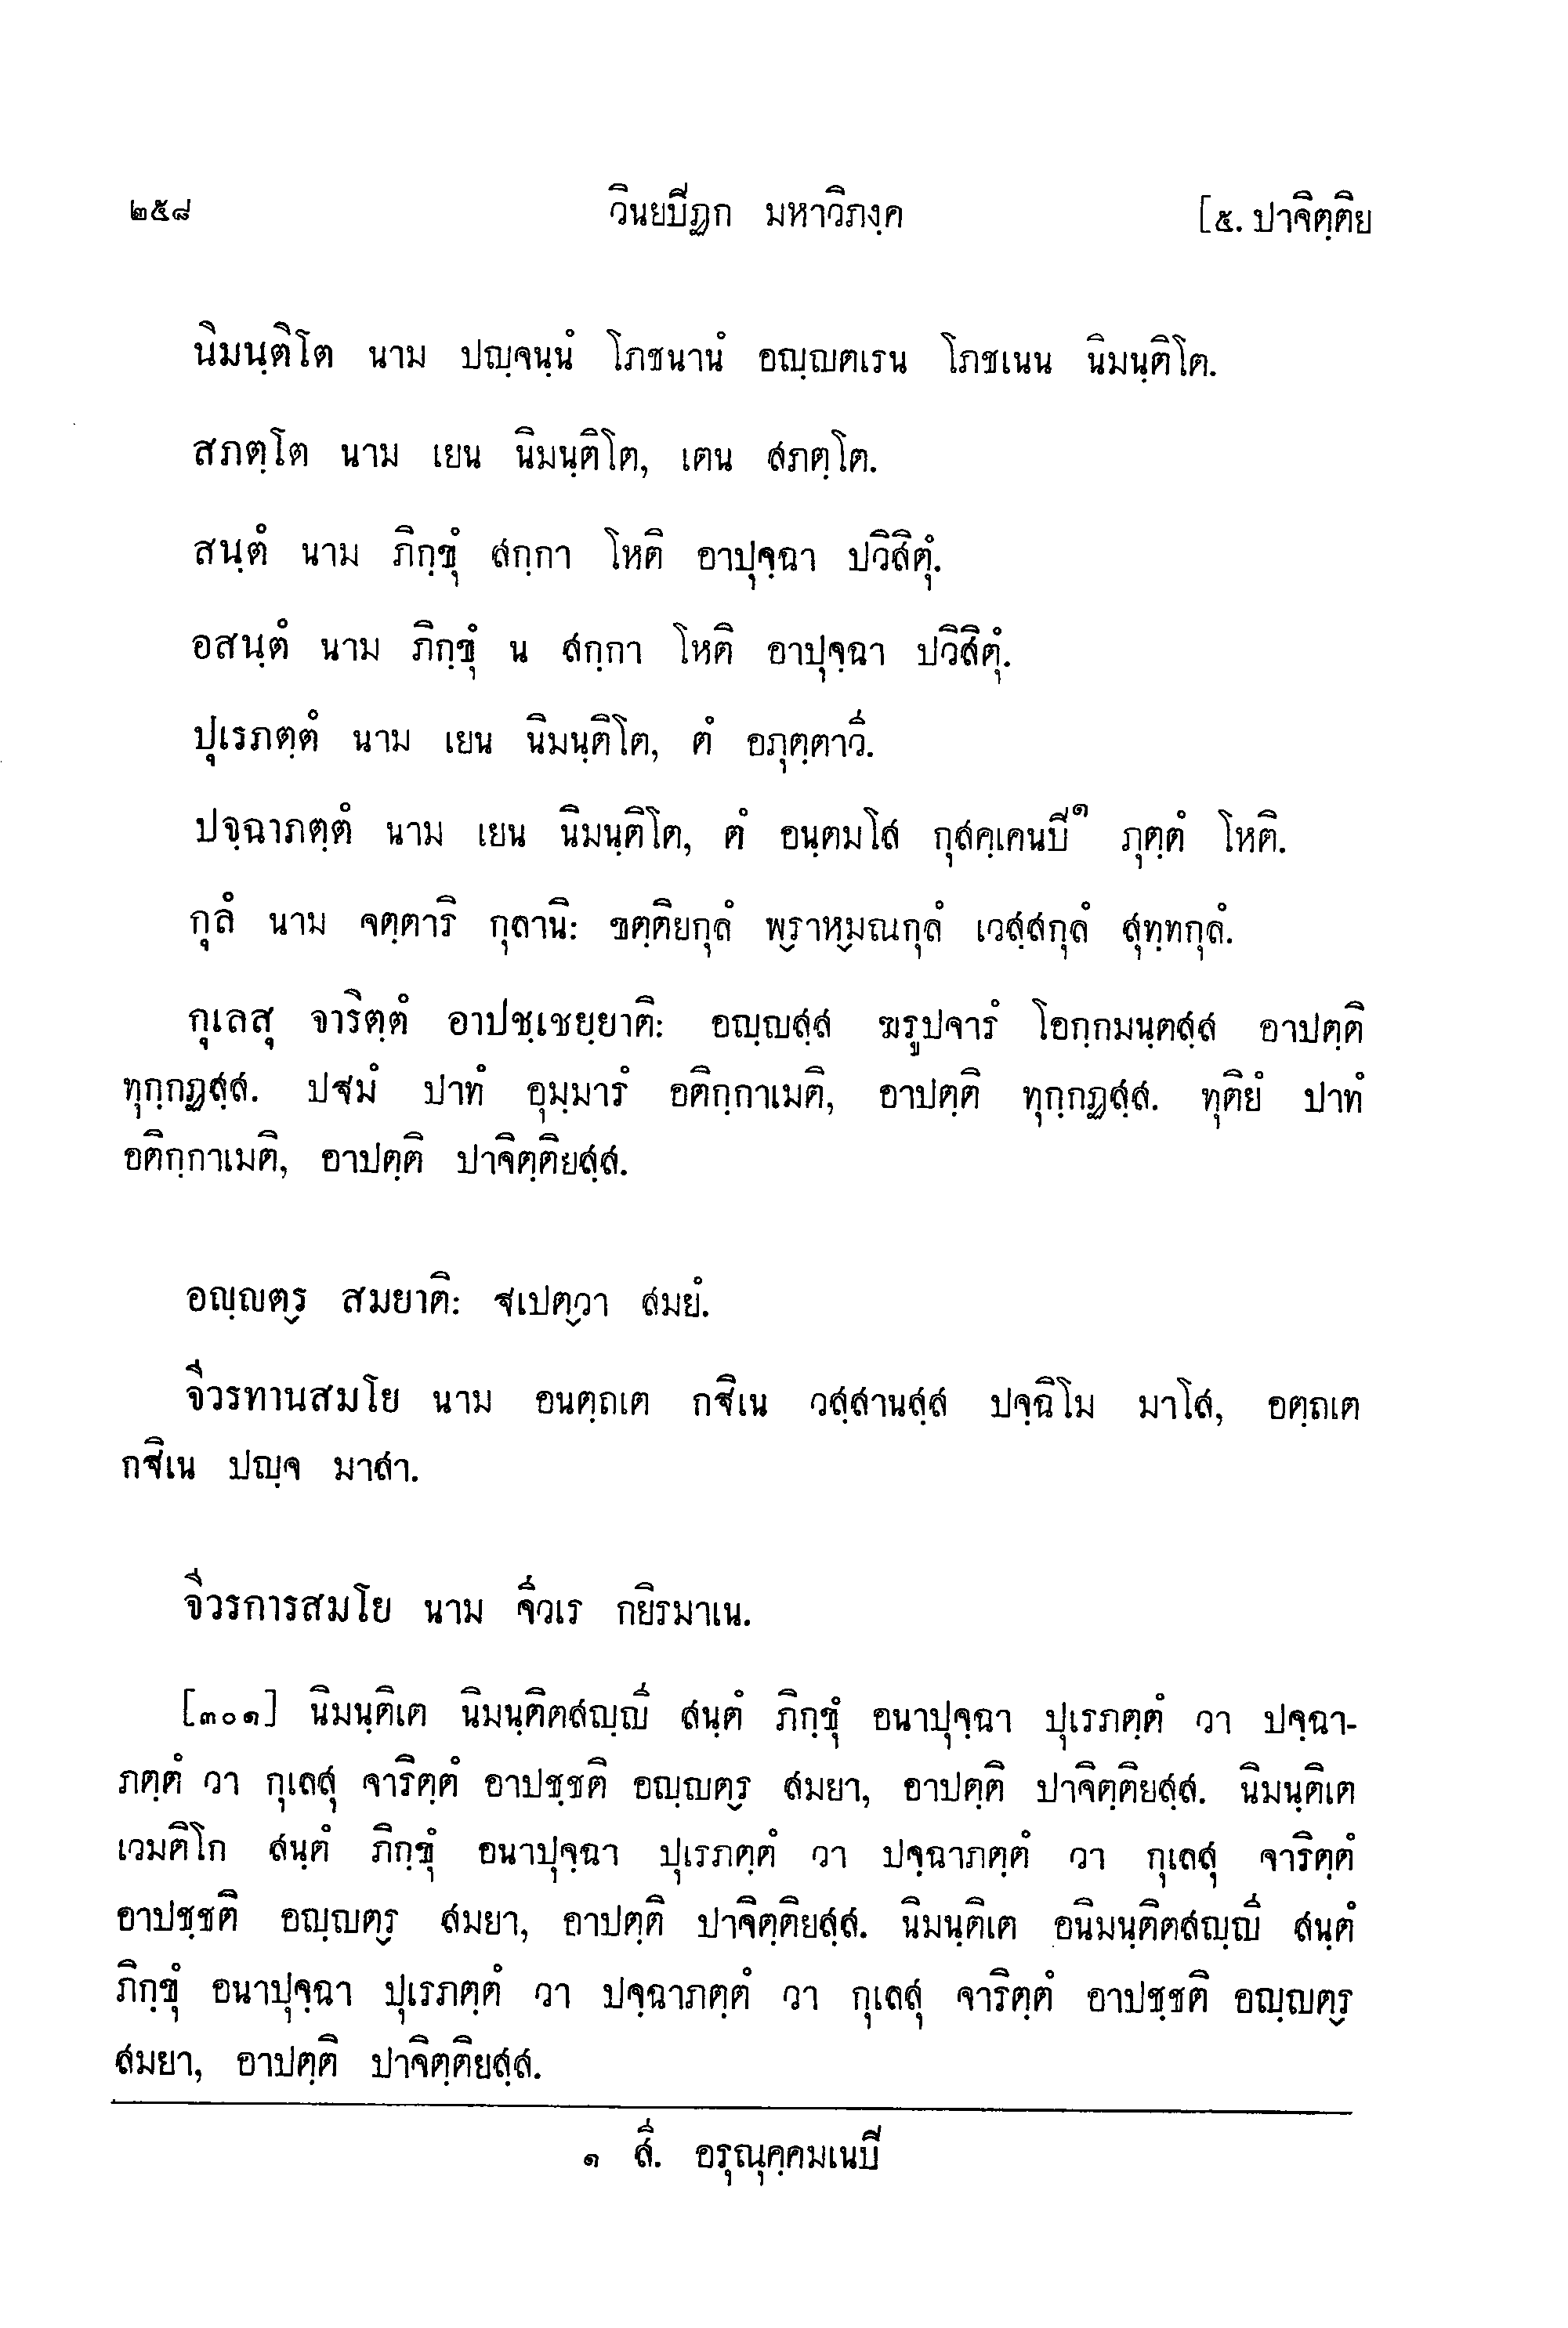 ๒๕๘ วินยปิฏก มหาวิภงฺค [๕. ปาจิตฺติย
นิมนฺติโต นาม ปญฺจนฺนํ โภชนานํ อญฺญตเรน โภชเนน นิมนฺติโต.
สภตฺโต นาม เยน นิมนฺติโต, เตน สภตฺโต.
สนฺตํ นาม ภิกฺขุํ สกฺกา โหติ อาปุจฺฉา ปวิสิตุํ.
อสนฺตํ นาม ภิกฺขุํ น สกฺกา โหติ อาปุจฺฉา ปวิสิตุํ.
ปุเรภตฺตํ นาม เยน นิมนฺติโต, ตํ อภุตฺตาวี.
ปจฺฉาภตฺตํ นาม เยน นิมนฺติโต, ตํ อนฺตมโส กุสคฺเคนปิ๑ ภุตฺตํ โหติ.
กุลํ นาม จตฺตาริ กุลานิ: ขตฺติยกุลํ พฺราหฺมณกุลํ เวสฺสกุลํ สุทฺทกุลํ.
กุเลสุ จาริตฺตํ อาปชฺเชยฺยาติ: อญฺญสฺส ฆรูปจารํ โอกฺกมนฺตสฺส อาปตฺติ
ทุกฺกฏสฺส. ปฐมํ ปาทํ อุมฺมารํ อติกฺกาเมติ, อาปตฺติ ทุกฺกฏสฺส. ทุติยํ ปาทํ
อติกฺกาเมติ, อาปตฺติ ปาจิตฺติยสฺส.
อญฺญตฺร สมยาติ: ฐเปตฺวา สมยํ.
จีวรทานสมโย นาม อนตฺถเต กฐิเน วสฺสานสฺส ปจฺฉิโม มาโส, อตฺถเต
กฐิเน ปญฺจ มาสา.
จีวรการสมโย นาม จีวเร กยิรมาเน.
[๓๐๑] นิมนฺติเต นิมนฺติตสญฺญี สนฺตํ ภิกฺขุํ อนาปุจฺฉา ปุเรภตฺตํ วา ปจฺฉา-
ภตฺตํ วา กุเลสุ จาริตฺตํ อาปชฺชติ อญฺญตฺร สมยา, อาปตฺติ ปาจิตฺติยสฺส. นิมนฺติเต
เวมติโก สนฺตํ ภิกฺขุํ อนาปุจฺฉา ปุเรภตฺตํ วา ปจฺฉาภตฺตํ วา กุเลสุ จาริตฺตํ
อาปชฺชติ อญฺญตฺร สมยา, อาปตฺติ ปาจิตฺติยสฺส. นิมนฺติเต อนิมนฺติตสญฺญี สนฺตํ
ภิกฺขุํ อนาปุจฺฉา ปุเรภตฺตํ วา ปจฺฉาภตฺตํ วา กุเลสุ จาริตฺตํ อาปชฺชติ อญฺญตฺร
สมยา, อาปตฺติ ปาจิตฺติยสฺส.
๑ สี. อรุณุคฺคมเนปิ